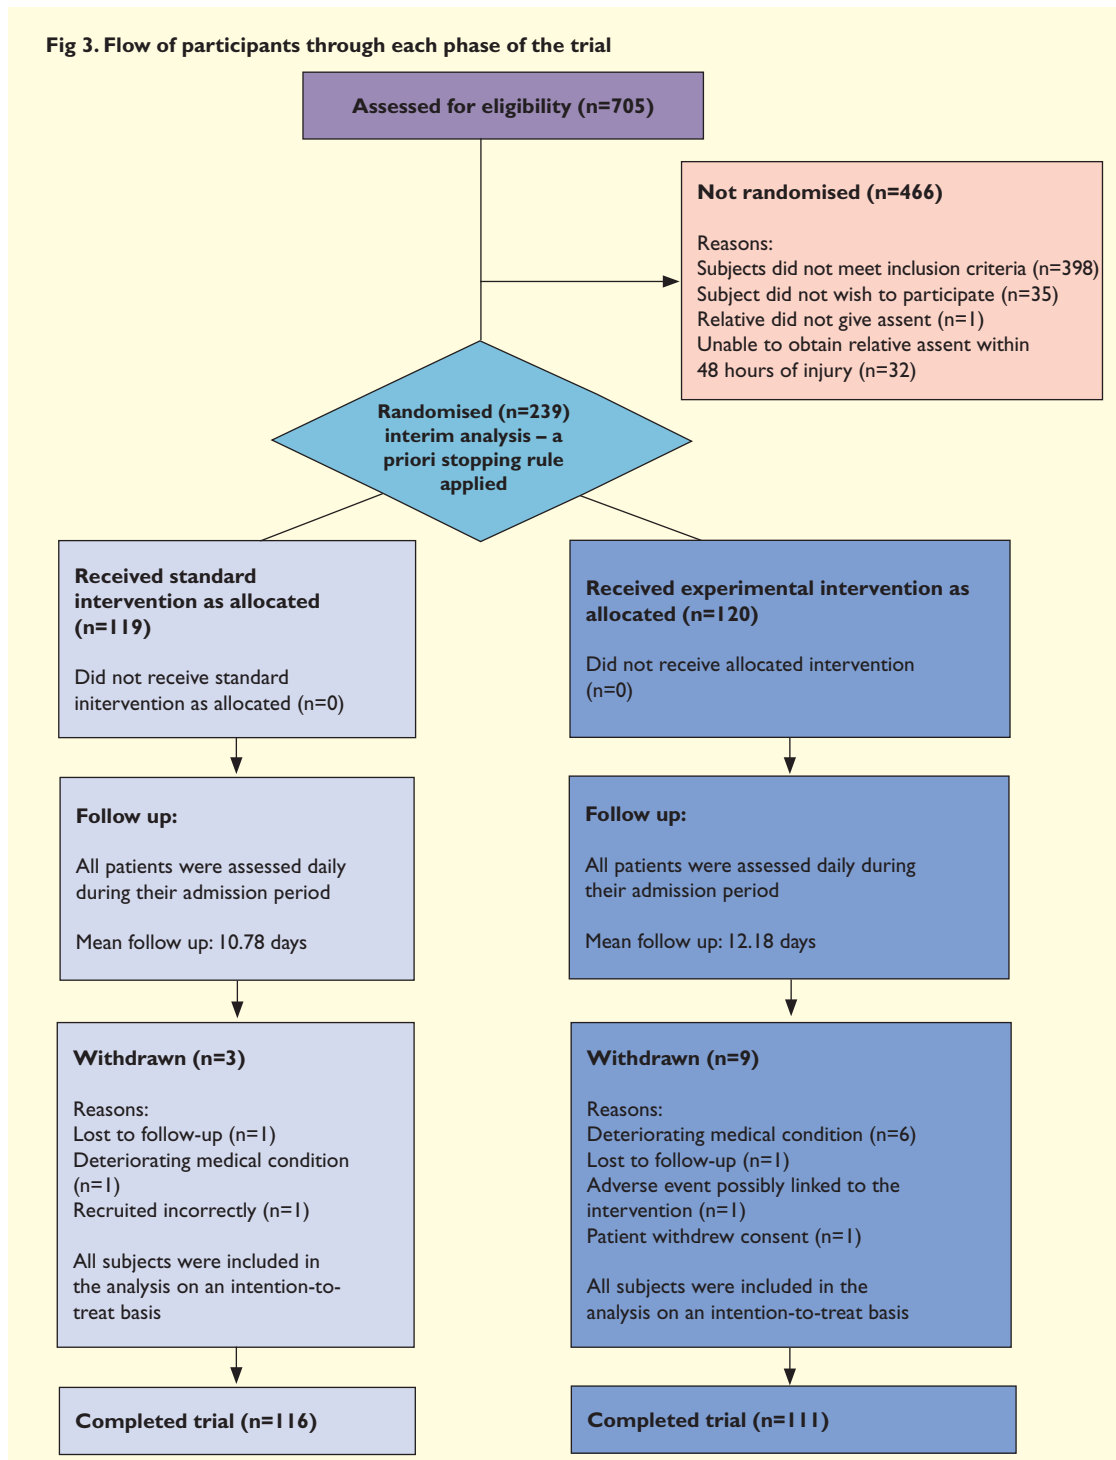 Fig 3. Flow of participants through each phase of the trial
Assessed for eligibility (n=705)
Not randomised (n=466)
Reasons:
Subjects did not meet inclusion criteria (n=398)
Subject did not wish to participate (n=35)
Relative did not give assent (n=1)
Unable to obtain relative assent within
48 hours of injury (n=32)
Randomised (n=239)
interim analysis – a
priori stopping rule
applied
Received standard
intervention as allocated
(n=119)
Did not receive standard
initervention as allocated (n=0)
Received experimental intervention as
allocated (n=120)
Did not receive allocated intervention
(n=0)
Follow up:
All patients were assessed daily
during their admission period
Mean follow up: 10.78 days
Follow up:
All patients were assessed daily during
their admission period
Mean follow up: 12.18 days
Withdrawn (n=3)
Reasons:
Lost to follow-up (n=1)
Deteriorating medical condition
(n=1)
Recruited incorrectly (n=1)
All subjects were included in
the analysis on an intention-to-
treat basis
Withdrawn (n=9)
Reasons:
Deteriorating medical condition (n=6)
Lost to follow-up (n=1)
Adverse event possibly linked to the
intervention (n=1)
Patient withdrew consent (n=1)
All subjects were included in the
analysis on an intention-to-treat basis
Completed trial (n=116)
Completed trial (n=111)